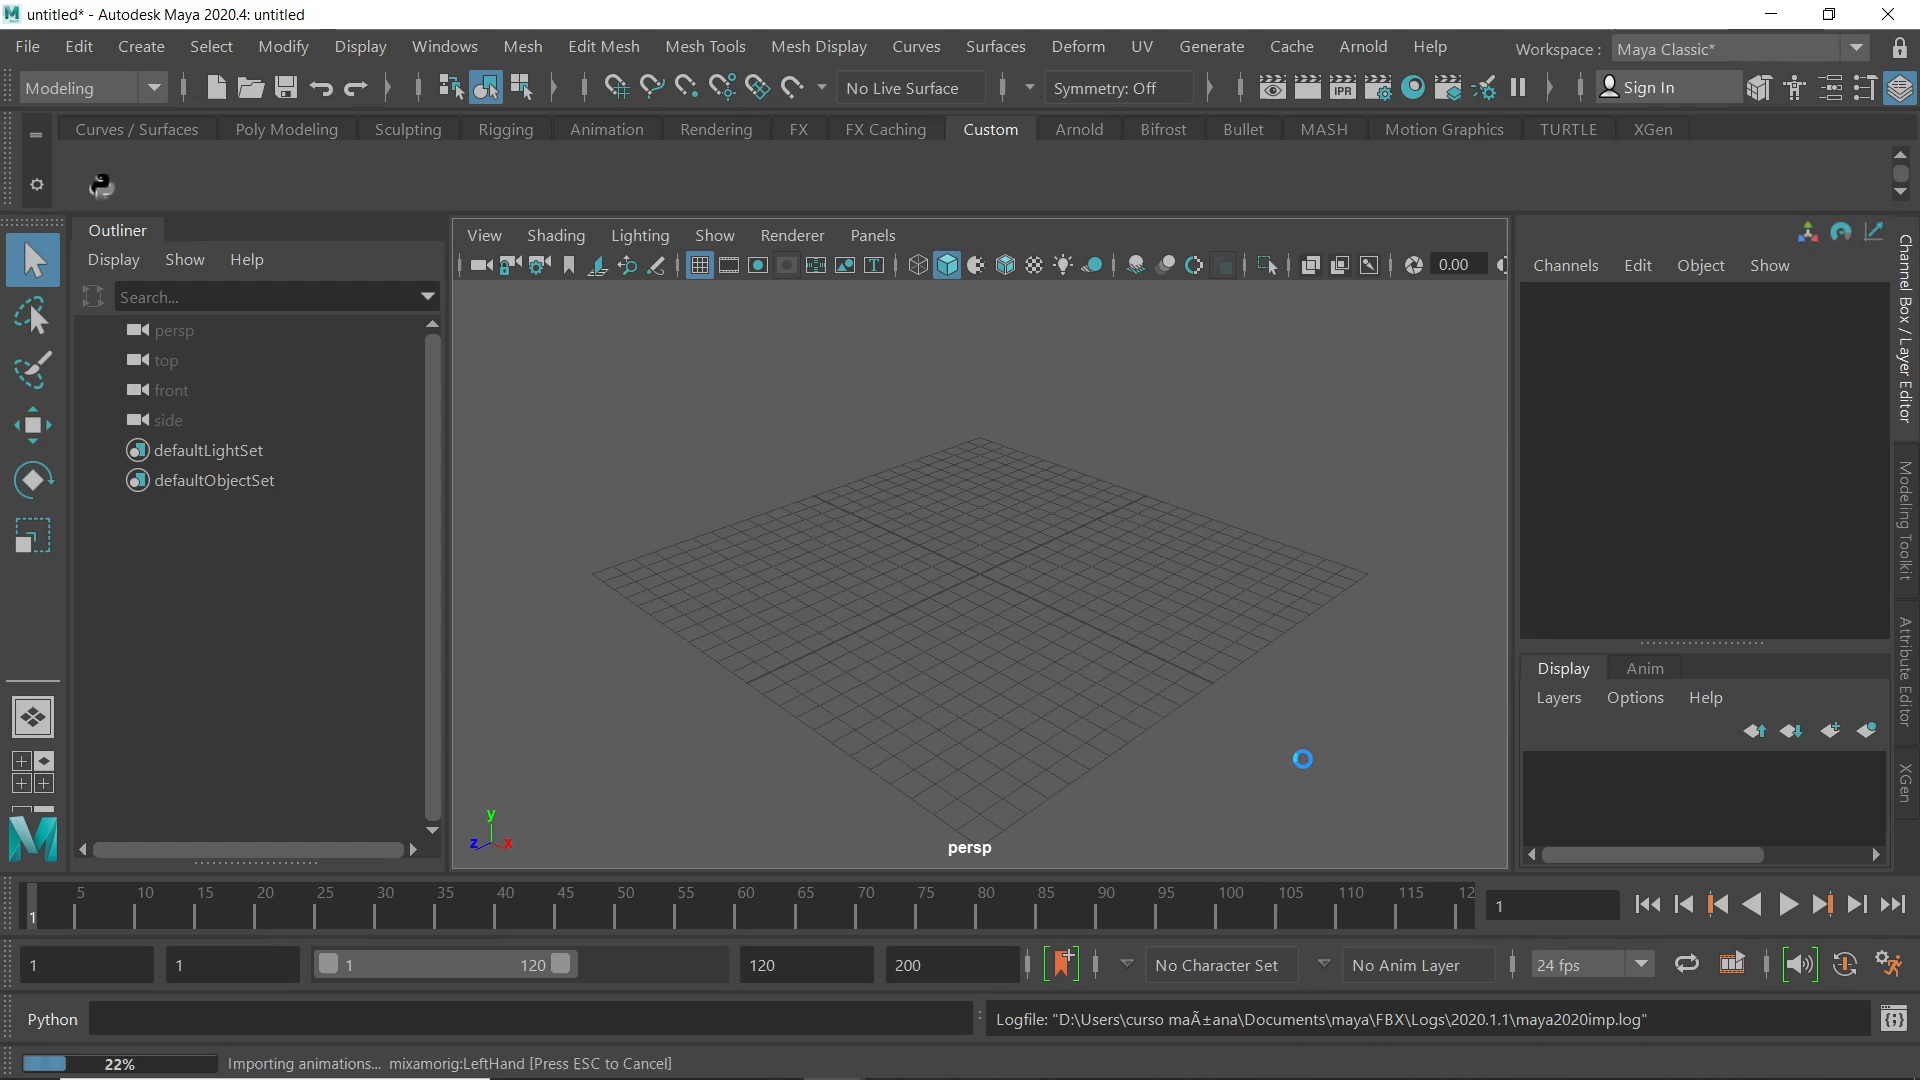 untitled* - Autodesk Maya 2020.4: untitled
File Edit Create Select Modify Display Windows Mesh Edit Mesh Mesh Tools Mesh Display Curves Surfaces Deform UV Generate Cache Arnold Help Workspace : Maya Classic*
Modeling No Live Surface Symmetry: Off IPR Sign In
Curves / Surfaces Poly Modeling Sculpting Rigging Animation Rendering FX FX Caching Custom Arnold Bifrost Bullet MASH Motion Graphics TURTLE XGen
Outliner
Display Show Help
Search...
persp
top
front
side
defaultLightSet
defaultObjectSet
View Shading Lighting Show Renderer Panels
0.00
y
z x
persp
Channels Edit Object Show
Display Anim
Layers Options Help
Channel Box / Layer Editor
Modeling Toolkit
Attribute Editor
XGen
5 10 15 20 25 30 35 40 45 50 55 60 65 70 75 80 85 90 95 100 105 110 115 12
1 1
1 1 1 120 120 200 No Character Set No Anim Layer 24 fps
Python Logfile: "D:\Users\curso maÃ±ana\Documents\maya\FBX\Logs\2020.1.1\maya2020imp.log"
22% Importing animations... mixamorig:LeftHand [Press ESC to Cancel]